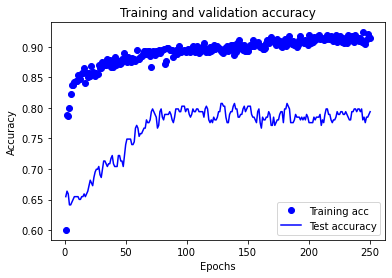 Training and validation accuracy
Accuracy
0.90
0.85
0.80
0.75
0.70
0.65
0.60
Training acc
Test accuracy
0
50
100
150
200
250
Epochs